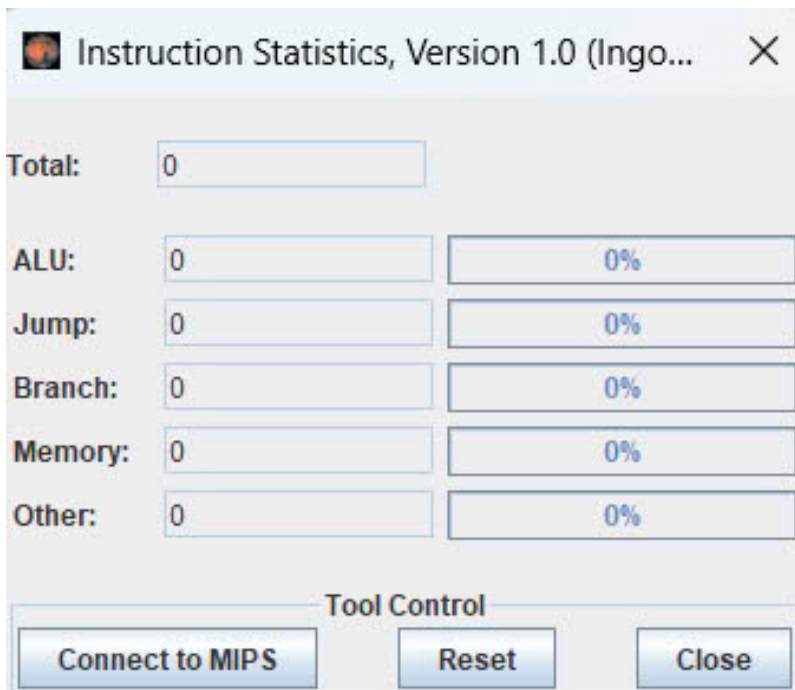 Instruction Statistics, Version 1.0 (Ingo...
Total: 0
ALU: 0 0%
Jump: 0 0%
Branch: 0 0%
Memory: 0 0%
Other: 0 0%
Tool Control
Connect to MIPS Reset Close